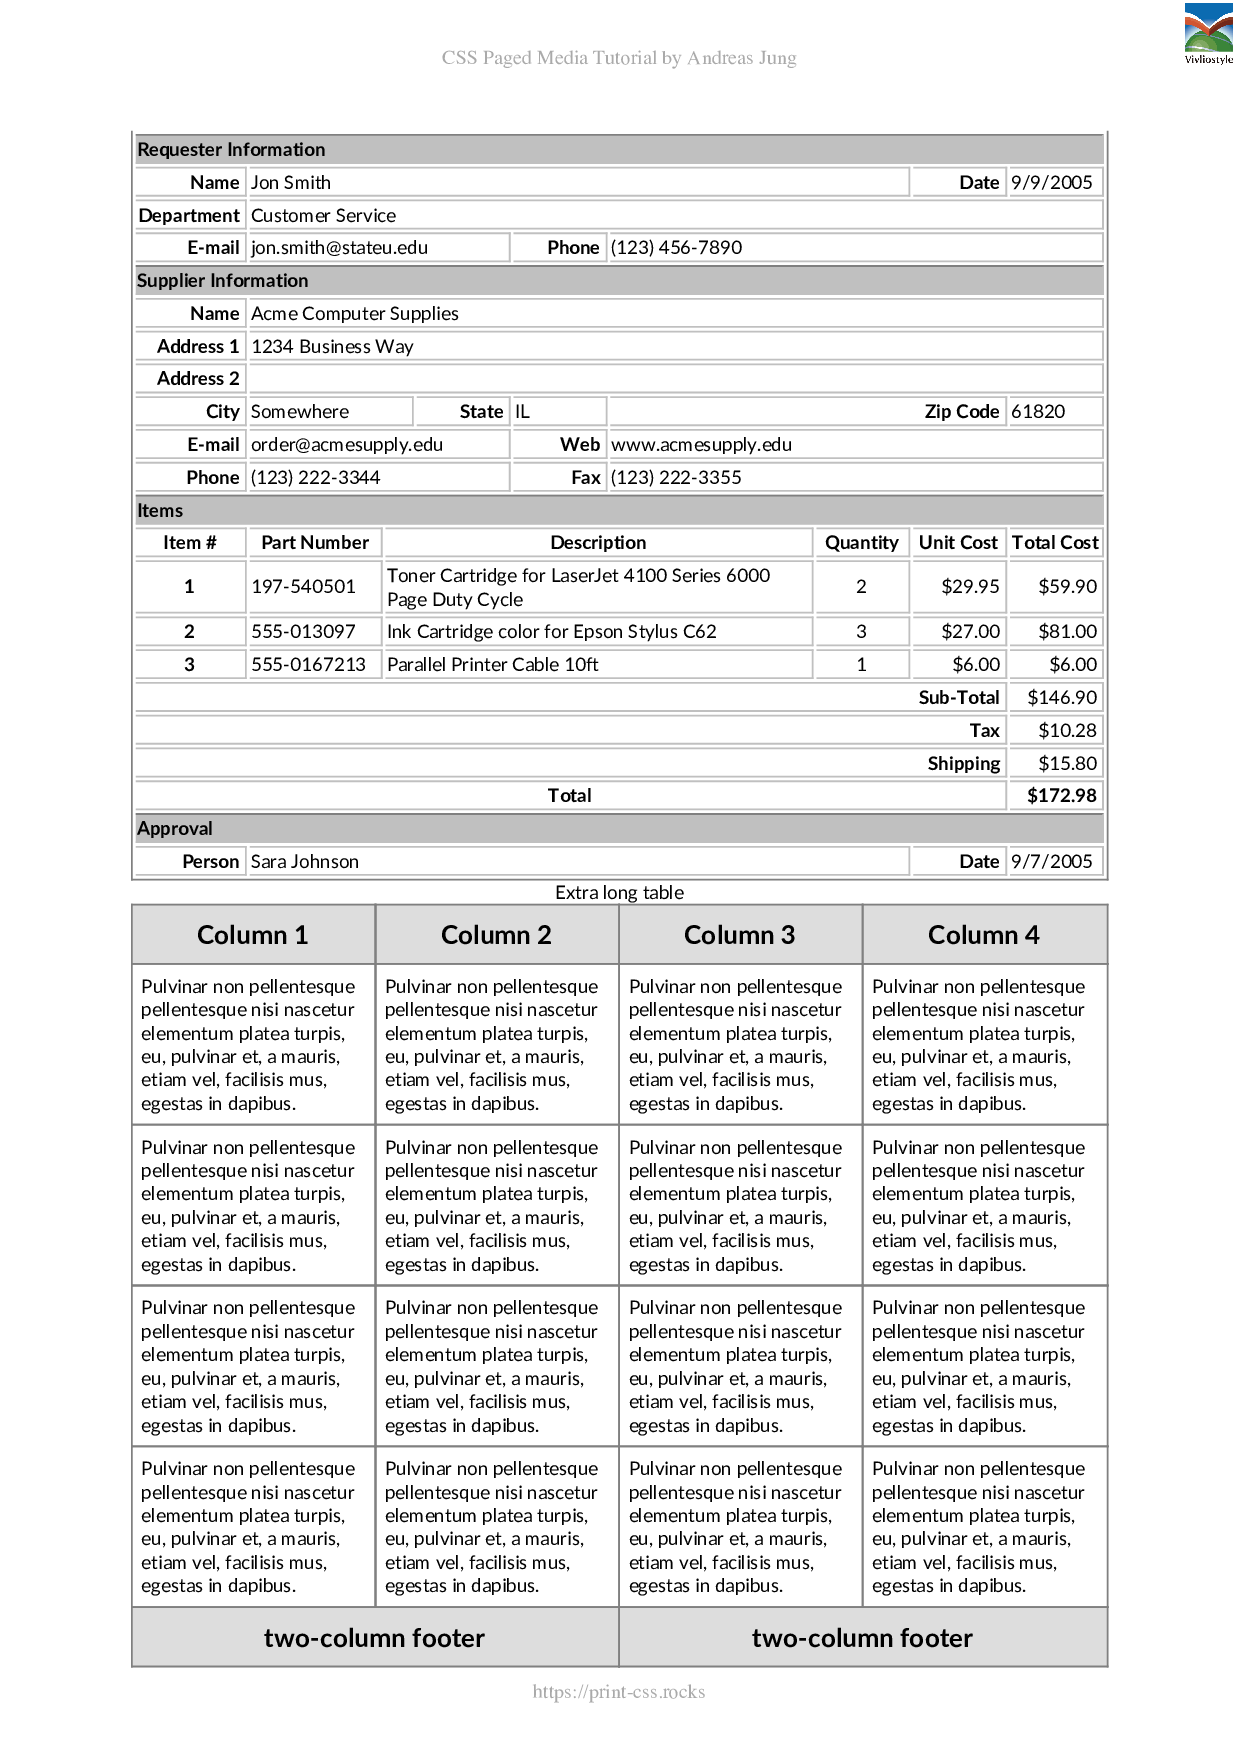 CSS Paged Media Tutorial by Andreas Jung
Vivliostyle
Requester Information
Name Jon Smith Date 9/9/2005
Department Customer Service
E-mail jon.smith@stateu.edu Phone (123) 456-7890
Supplier Information
Name Acme Computer Supplies
Address 1 1234 Business Way
Address 2
City Somewhere State IL Zip Code 61820
E-mail order@acmesupply.edu Web www.acmesupply.edu
Phone (123) 222-3344 Fax (123) 222-3355
Items
Item # Part Number Description Quantity Unit Cost Total Cost
1 197-540501 Toner Cartridge for LaserJet 4100 Series 6000 2 $29.95 $59.90
Page Duty Cycle
2 555-013097 Ink Cartridge color for Epson Stylus C62 3 $27.00 $81.00
3 555-0167213 Parallel Printer Cable 10ft 1 $6.00 $6.00
Sub-Total $146.90
Tax $10.28
Shipping $15.80
Total $172.98
Approval
Person Sara Johnson Date 9/7/2005
Extra long table
Column 1 Column 2 Column 3 Column 4
Pulvinar non pellentesque Pulvinar non pellentesque Pulvinar non pellentesque Pulvinar non pellentesque
pellentesque nisi nascetur pellentesque nisi nascetur pellentesque nisi nascetur pellentesque nisi nascetur
elementum platea turpis, elementum platea turpis, elementum platea turpis, elementum platea turpis,
eu, pulvinar et, a mauris, eu, pulvinar et, a mauris, eu, pulvinar et, a mauris, eu, pulvinar et, a mauris,
etiam vel, facilisis mus, etiam vel, facilisis mus, etiam vel, facilisis mus, etiam vel, facilisis mus,
egestas in dapibus. egestas in dapibus. egestas in dapibus. egestas in dapibus.
Pulvinar non pellentesque Pulvinar non pellentesque Pulvinar non pellentesque Pulvinar non pellentesque
pellentesque nisi nascetur pellentesque nisi nascetur pellentesque nisi nascetur pellentesque nisi nascetur
elementum platea turpis, elementum platea turpis, elementum platea turpis, elementum platea turpis,
eu, pulvinar et, a mauris, eu, pulvinar et, a mauris, eu, pulvinar et, a mauris, eu, pulvinar et, a mauris,
etiam vel, facilisis mus, etiam vel, facilisis mus, etiam vel, facilisis mus, etiam vel, facilisis mus,
egestas in dapibus. egestas in dapibus. egestas in dapibus. egestas in dapibus.
Pulvinar non pellentesque Pulvinar non pellentesque Pulvinar non pellentesque Pulvinar non pellentesque
pellentesque nisi nascetur pellentesque nisi nascetur pellentesque nisi nascetur pellentesque nisi nascetur
elementum platea turpis, elementum platea turpis, elementum platea turpis, elementum platea turpis,
eu, pulvinar et, a mauris, eu, pulvinar et, a mauris, eu, pulvinar et, a mauris, eu, pulvinar et, a mauris,
etiam vel, facilisis mus, etiam vel, facilisis mus, etiam vel, facilisis mus, etiam vel, facilisis mus,
egestas in dapibus. egestas in dapibus. egestas in dapibus. egestas in dapibus.
Pulvinar non pellentesque Pulvinar non pellentesque Pulvinar non pellentesque Pulvinar non pellentesque
pellentesque nisi nascetur pellentesque nisi nascetur pellentesque nisi nascetur pellentesque nisi nascetur
elementum platea turpis, elementum platea turpis, elementum platea turpis, elementum platea turpis,
eu, pulvinar et, a mauris, eu, pulvinar et, a mauris, eu, pulvinar et, a mauris, eu, pulvinar et, a mauris,
etiam vel, facilisis mus, etiam vel, facilisis mus, etiam vel, facilisis mus, etiam vel, facilisis mus,
egestas in dapibus. egestas in dapibus. egestas in dapibus. egestas in dapibus.
two-column footer two-column footer
https://print-css.rocks